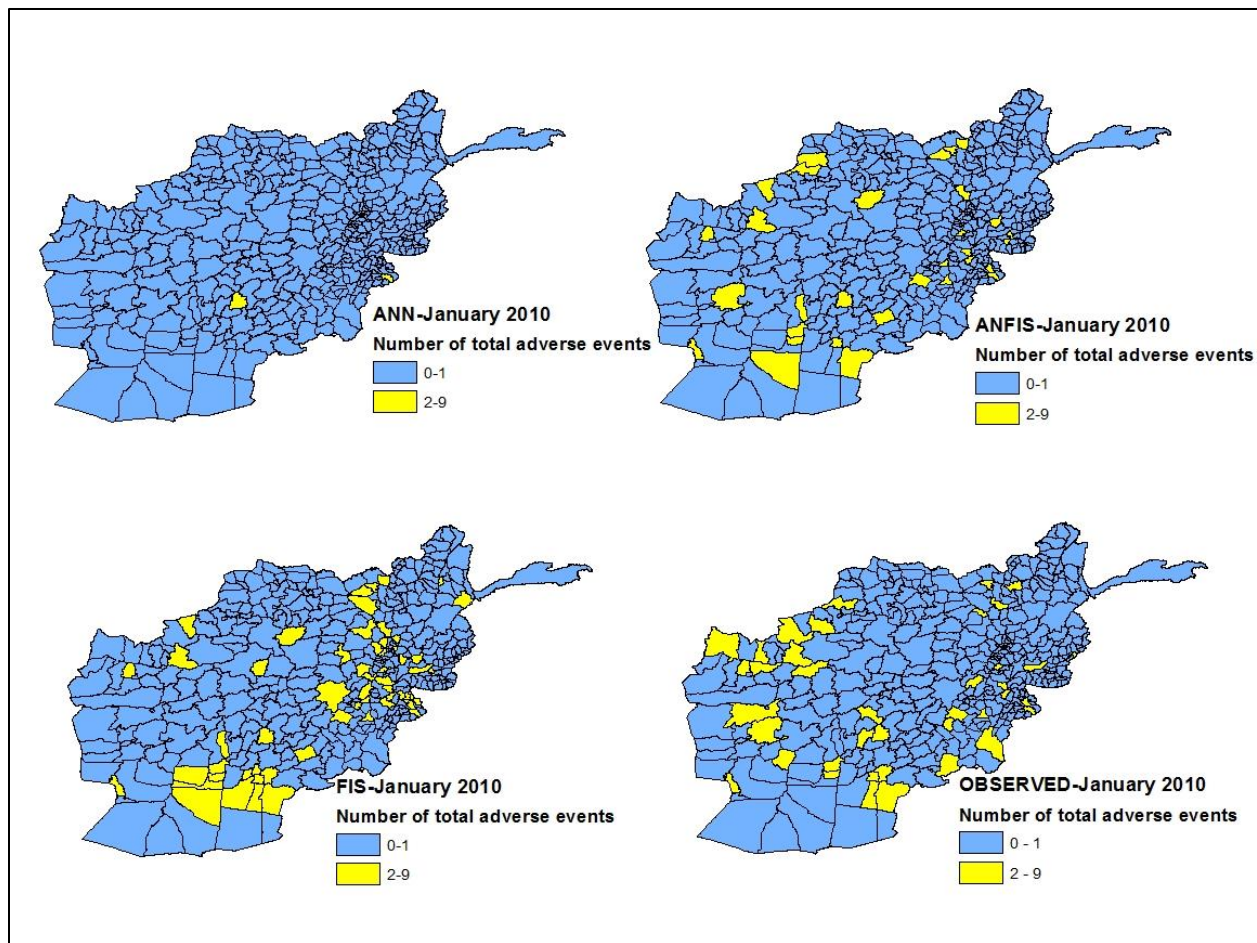 ANN-January 2010
Number of total adverse events
0-1
2-9
ANFIS-January 2010
Number of total adverse events
0-1
2-9
FIS-January 2010
Number of total adverse events
0-1
2-9
OBSERVED-January 2010
Number of total adverse events
0 - 1
2 - 9